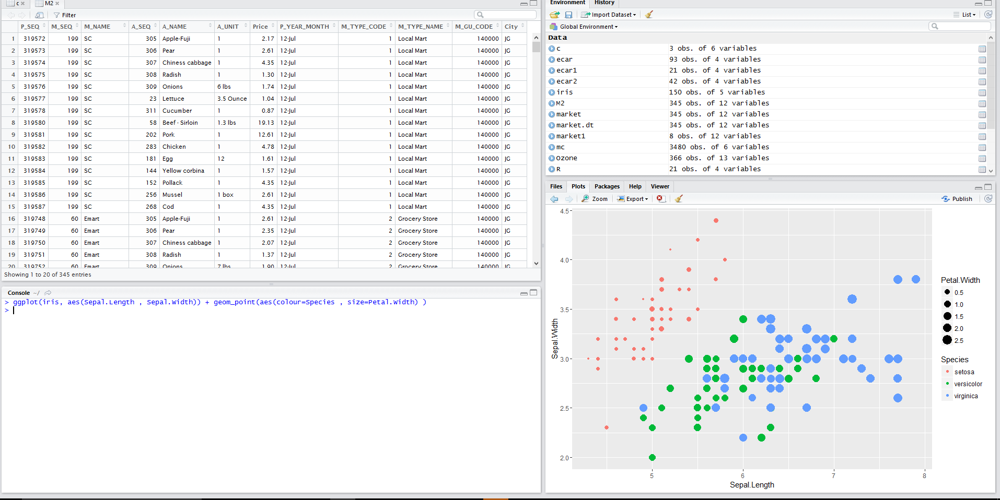 c M2
Filter
P_SEQ M_SEQ M_NAME A_SEQ A_NAME A_UNIT Price P_YEAR_MONTH M_TYPE_CODE M_TYPE_NAME M_GU_CODE City
1 319572 199 SC 305 Apple-Fuji 1 2.17 12-Jul 1 Local Mart 140000 JG
2 319573 199 SC 306 Pear 1 2.61 12-Jul 1 Local Mart 140000 JG
3 319574 199 SC 307 Chiness cabbage 1 4.35 12-Jul 1 Local Mart 140000 JG
4 319575 199 SC 308 Radish 1 1.30 12-Jul 1 Local Mart 140000 JG
5 319576 199 SC 309 Onions 6 lbs 1.74 12-Jul 1 Local Mart 140000 JG
6 319577 199 SC 23 Lettuce 3.5 Ounce 1.04 12-Jul 1 Local Mart 140000 JG
7 319578 199 SC 311 Cucumber 1 0.87 12-Jul 1 Local Mart 140000 JG
8 319580 199 SC 58 Beef - Sirloin 1.3 lbs 19.13 12-Jul 1 Local Mart 140000 JG
9 319581 199 SC 202 Pork 1 12.61 12-Jul 1 Local Mart 140000 JG
10 319582 199 SC 283 Chicken 1 4.78 12-Jul 1 Local Mart 140000 JG
11 319583 199 SC 181 Egg 12 1.61 12-Jul 1 Local Mart 140000 JG
12 319584 199 SC 144 Yellow corbina 1 1.57 12-Jul 1 Local Mart 140000 JG
13 319585 199 SC 152 Pollack 1 4.35 12-Jul 1 Local Mart 140000 JG
14 319586 199 SC 256 Mussel 1 box 2.61 12-Jul 1 Local Mart 140000 JG
15 319587 199 SC 268 Cod 1 4.35 12-Jul 1 Local Mart 140000 JG
16 319748 60 Emart 305 Apple-Fuji 1 2.61 12-Jul 2 Grocery Store 140000 JG
17 319749 60 Emart 306 Pear 1 2.35 12-Jul 2 Grocery Store 140000 JG
18 319750 60 Emart 307 Chiness cabbage 1 2.07 12-Jul 2 Grocery Store 140000 JG
19 319751 60 Emart 308 Radish 1 1.37 12-Jul 2 Grocery Store 140000 JG
20 319752 60 Emart 309 Onions 7 lbs 1.90 12-Jul 2 Grocery Store 140000 JG
Showing 1 to 20 of 345 entries
Console ~/
> ggplot(iris, aes(Sepal.Length , Sepal.Width)) + geom_point(aes(colour=Species , size=Petal.Width) )
>
Environment History
Import Dataset List
Global Environment
Data
c 3 obs. of 6 variables
ecar 93 obs. of 4 variables
ecar1 21 obs. of 4 variables
ecar2 42 obs. of 4 variables
iris 150 obs. of 5 variables
M2 345 obs. of 12 variables
market 345 obs. of 12 variables
market.dt 345 obs. of 12 variables
market1 8 obs. of 12 variables
mc 3480 obs. of 6 variables
Ozone 366 obs. of 13 variables
R 21 obs. of 4 variables
Files Plots Packages Help Viewer
Zoom Export Publish
4.5
4.0
3.5
3.0
2.5
2.0
Sepal.Width
5 6 7 8
Sepal.Length
Petal.Width
0.5
1.0
1.5
2.0
2.5
Species
setosa
versicolor
virginica